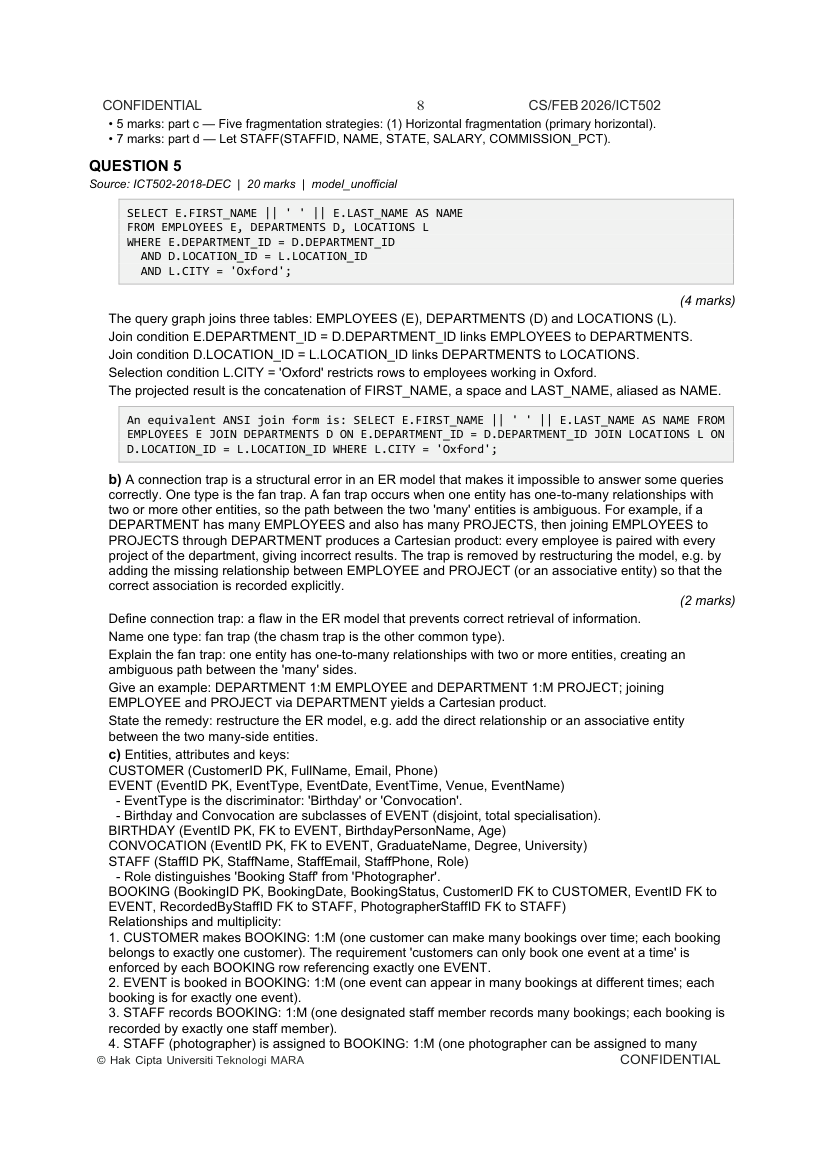 CONFIDENTIAL 8 CS/FEB 2026/ICT502
• 5 marks: part c — Five fragmentation strategies: (1) Horizontal fragmentation (primary horizontal).
• 7 marks: part d — Let STAFF(STAFFID, NAME, STATE, SALARY, COMMISSION_PCT).
QUESTION 5
Source: ICT502-2018-DEC | 20 marks | model_unofficial
SELECT E.FIRST_NAME || ' ' || E.LAST_NAME AS NAME
FROM EMPLOYEES E, DEPARTMENTS D, LOCATIONS L
WHERE E.DEPARTMENT_ID = D.DEPARTMENT_ID
AND D.LOCATION_ID = L.LOCATION_ID
AND L.CITY = 'Oxford';
(4 marks)
The query graph joins three tables: EMPLOYEES (E), DEPARTMENTS (D) and LOCATIONS (L).
Join condition E.DEPARTMENT_ID = D.DEPARTMENT_ID links EMPLOYEES to DEPARTMENTS.
Join condition D.LOCATION_ID = L.LOCATION_ID links DEPARTMENTS to LOCATIONS.
Selection condition L.CITY = 'Oxford' restricts rows to employees working in Oxford.
The projected result is the concatenation of FIRST_NAME, a space and LAST_NAME, aliased as NAME.
An equivalent ANSI join form is: SELECT E.FIRST_NAME || ' ' || E.LAST_NAME AS NAME FROM
EMPLOYEES E JOIN DEPARTMENTS D ON E.DEPARTMENT_ID = D.DEPARTMENT_ID JOIN LOCATIONS L ON
D.LOCATION_ID = L.LOCATION_ID WHERE L.CITY = 'Oxford';
b) A connection trap is a structural error in an ER model that makes it impossible to answer some queries
correctly. One type is the fan trap. A fan trap occurs when one entity has one-to-many relationships with
two or more other entities, so the path between the two 'many' entities is ambiguous. For example, if a
DEPARTMENT has many EMPLOYEES and also has many PROJECTS, then joining EMPLOYEES to
PROJECTS through DEPARTMENT produces a Cartesian product: every employee is paired with every
project of the department, giving incorrect results. The trap is removed by restructuring the model, e.g. by
adding the missing relationship between EMPLOYEE and PROJECT (or an associative entity) so that the
correct association is recorded explicitly.
(2 marks)
Define connection trap: a flaw in the ER model that prevents correct retrieval of information.
Name one type: fan trap (the chasm trap is the other common type).
Explain the fan trap: one entity has one-to-many relationships with two or more entities, creating an
ambiguous path between the 'many' sides.
Give an example: DEPARTMENT 1:M EMPLOYEE and DEPARTMENT 1:M PROJECT; joining
EMPLOYEE and PROJECT via DEPARTMENT yields a Cartesian product.
State the remedy: restructure the ER model, e.g. add the direct relationship or an associative entity
between the two many-side entities.
c) Entities, attributes and keys:
CUSTOMER (CustomerID PK, FullName, Email, Phone)
EVENT (EventID PK, EventType, EventDate, EventTime, Venue, EventName)
- EventType is the discriminator: 'Birthday' or 'Convocation'.
- Birthday and Convocation are subclasses of EVENT (disjoint, total specialisation).
BIRTHDAY (EventID PK, FK to EVENT, BirthdayPersonName, Age)
CONVOCATION (EventID PK, FK to EVENT, GraduateName, Degree, University)
STAFF (StaffID PK, StaffName, StaffEmail, StaffPhone, Role)
- Role distinguishes 'Booking Staff' from 'Photographer'.
BOOKING (BookingID PK, BookingDate, BookingStatus, CustomerID FK to CUSTOMER, EventID FK to
EVENT, RecordedByStaffID FK to STAFF, PhotographerStaffID FK to STAFF)
Relationships and multiplicity:
1. CUSTOMER makes BOOKING: 1:M (one customer can make many bookings over time; each booking
belongs to exactly one customer). The requirement 'customers can only book one event at a time' is
enforced by each BOOKING row referencing exactly one EVENT.
2. EVENT is booked in BOOKING: 1:M (one event can appear in many bookings at different times; each
booking is for exactly one event).
3. STAFF records BOOKING: 1:M (one designated staff member records many bookings; each booking is
recorded by exactly one staff member).
4. STAFF (photographer) is assigned to BOOKING: 1:M (one photographer can be assigned to many
© Hak Cipta Universiti Teknologi MARA CONFIDENTIAL